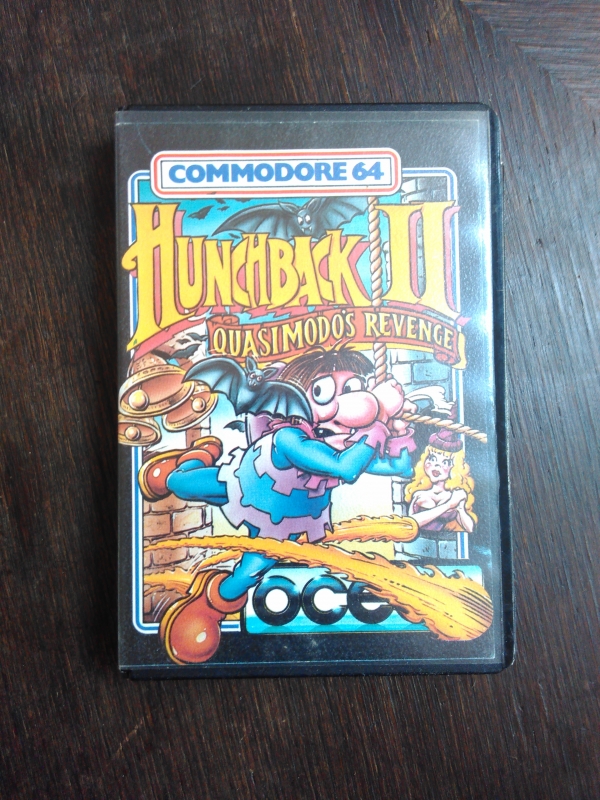 COMMODORE 64
HUNCHBACK II
QUASIMODO'S REVENGE